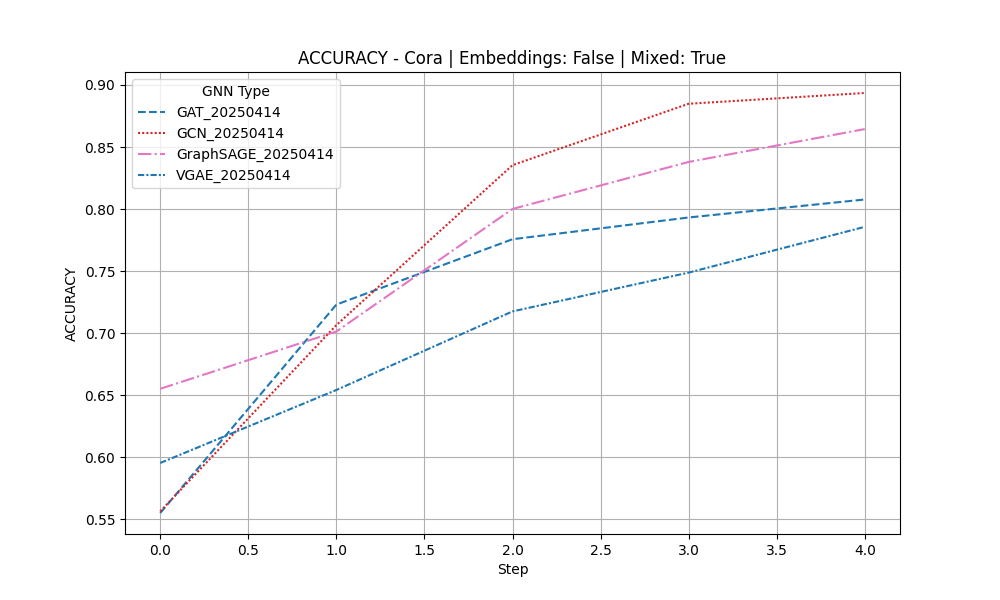 ACCURACY - Cora | Embeddings: False | Mixed: True
GNN Type
GAT_20250414
GCN_20250414
GraphSAGE_20250414
VGAE_20250414
ACCURACY
0.90
0.85
0.80
0.75
0.70
0.65
0.60
0.55
0.0 0.5 1.0 1.5 2.0 2.5 3.0 3.5 4.0
Step